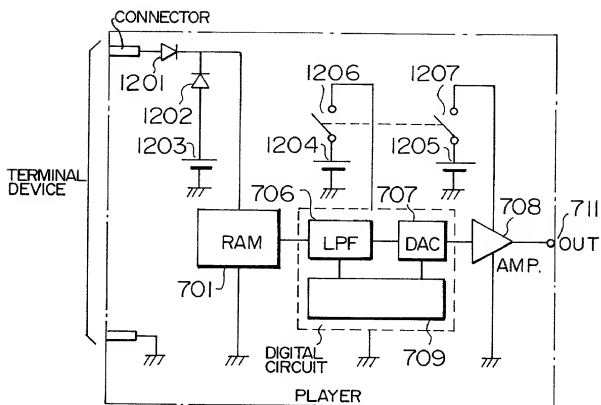 CONNECTOR
1201
1202
1203
1206
1207
1204
1205
TERMINAL
DEVICE
706
707
708
711
RAM
LPF
DAC
OUT
AMP.
701
DIGITAL
CIRCUIT
709
PLAYER